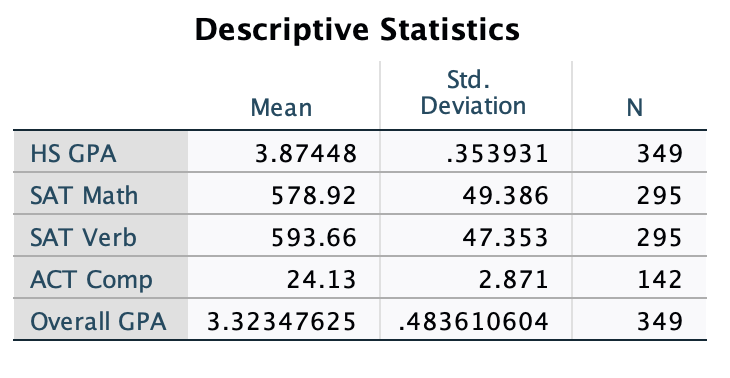 Descriptive Statistics
Mean Std. Deviation N
HS GPA 3.87448 .353931 349
SAT Math 578.92 49.386 295
SAT Verb 593.66 47.353 295
ACT Comp 24.13 2.871 142
Overall GPA 3.32347625 .483610604 349